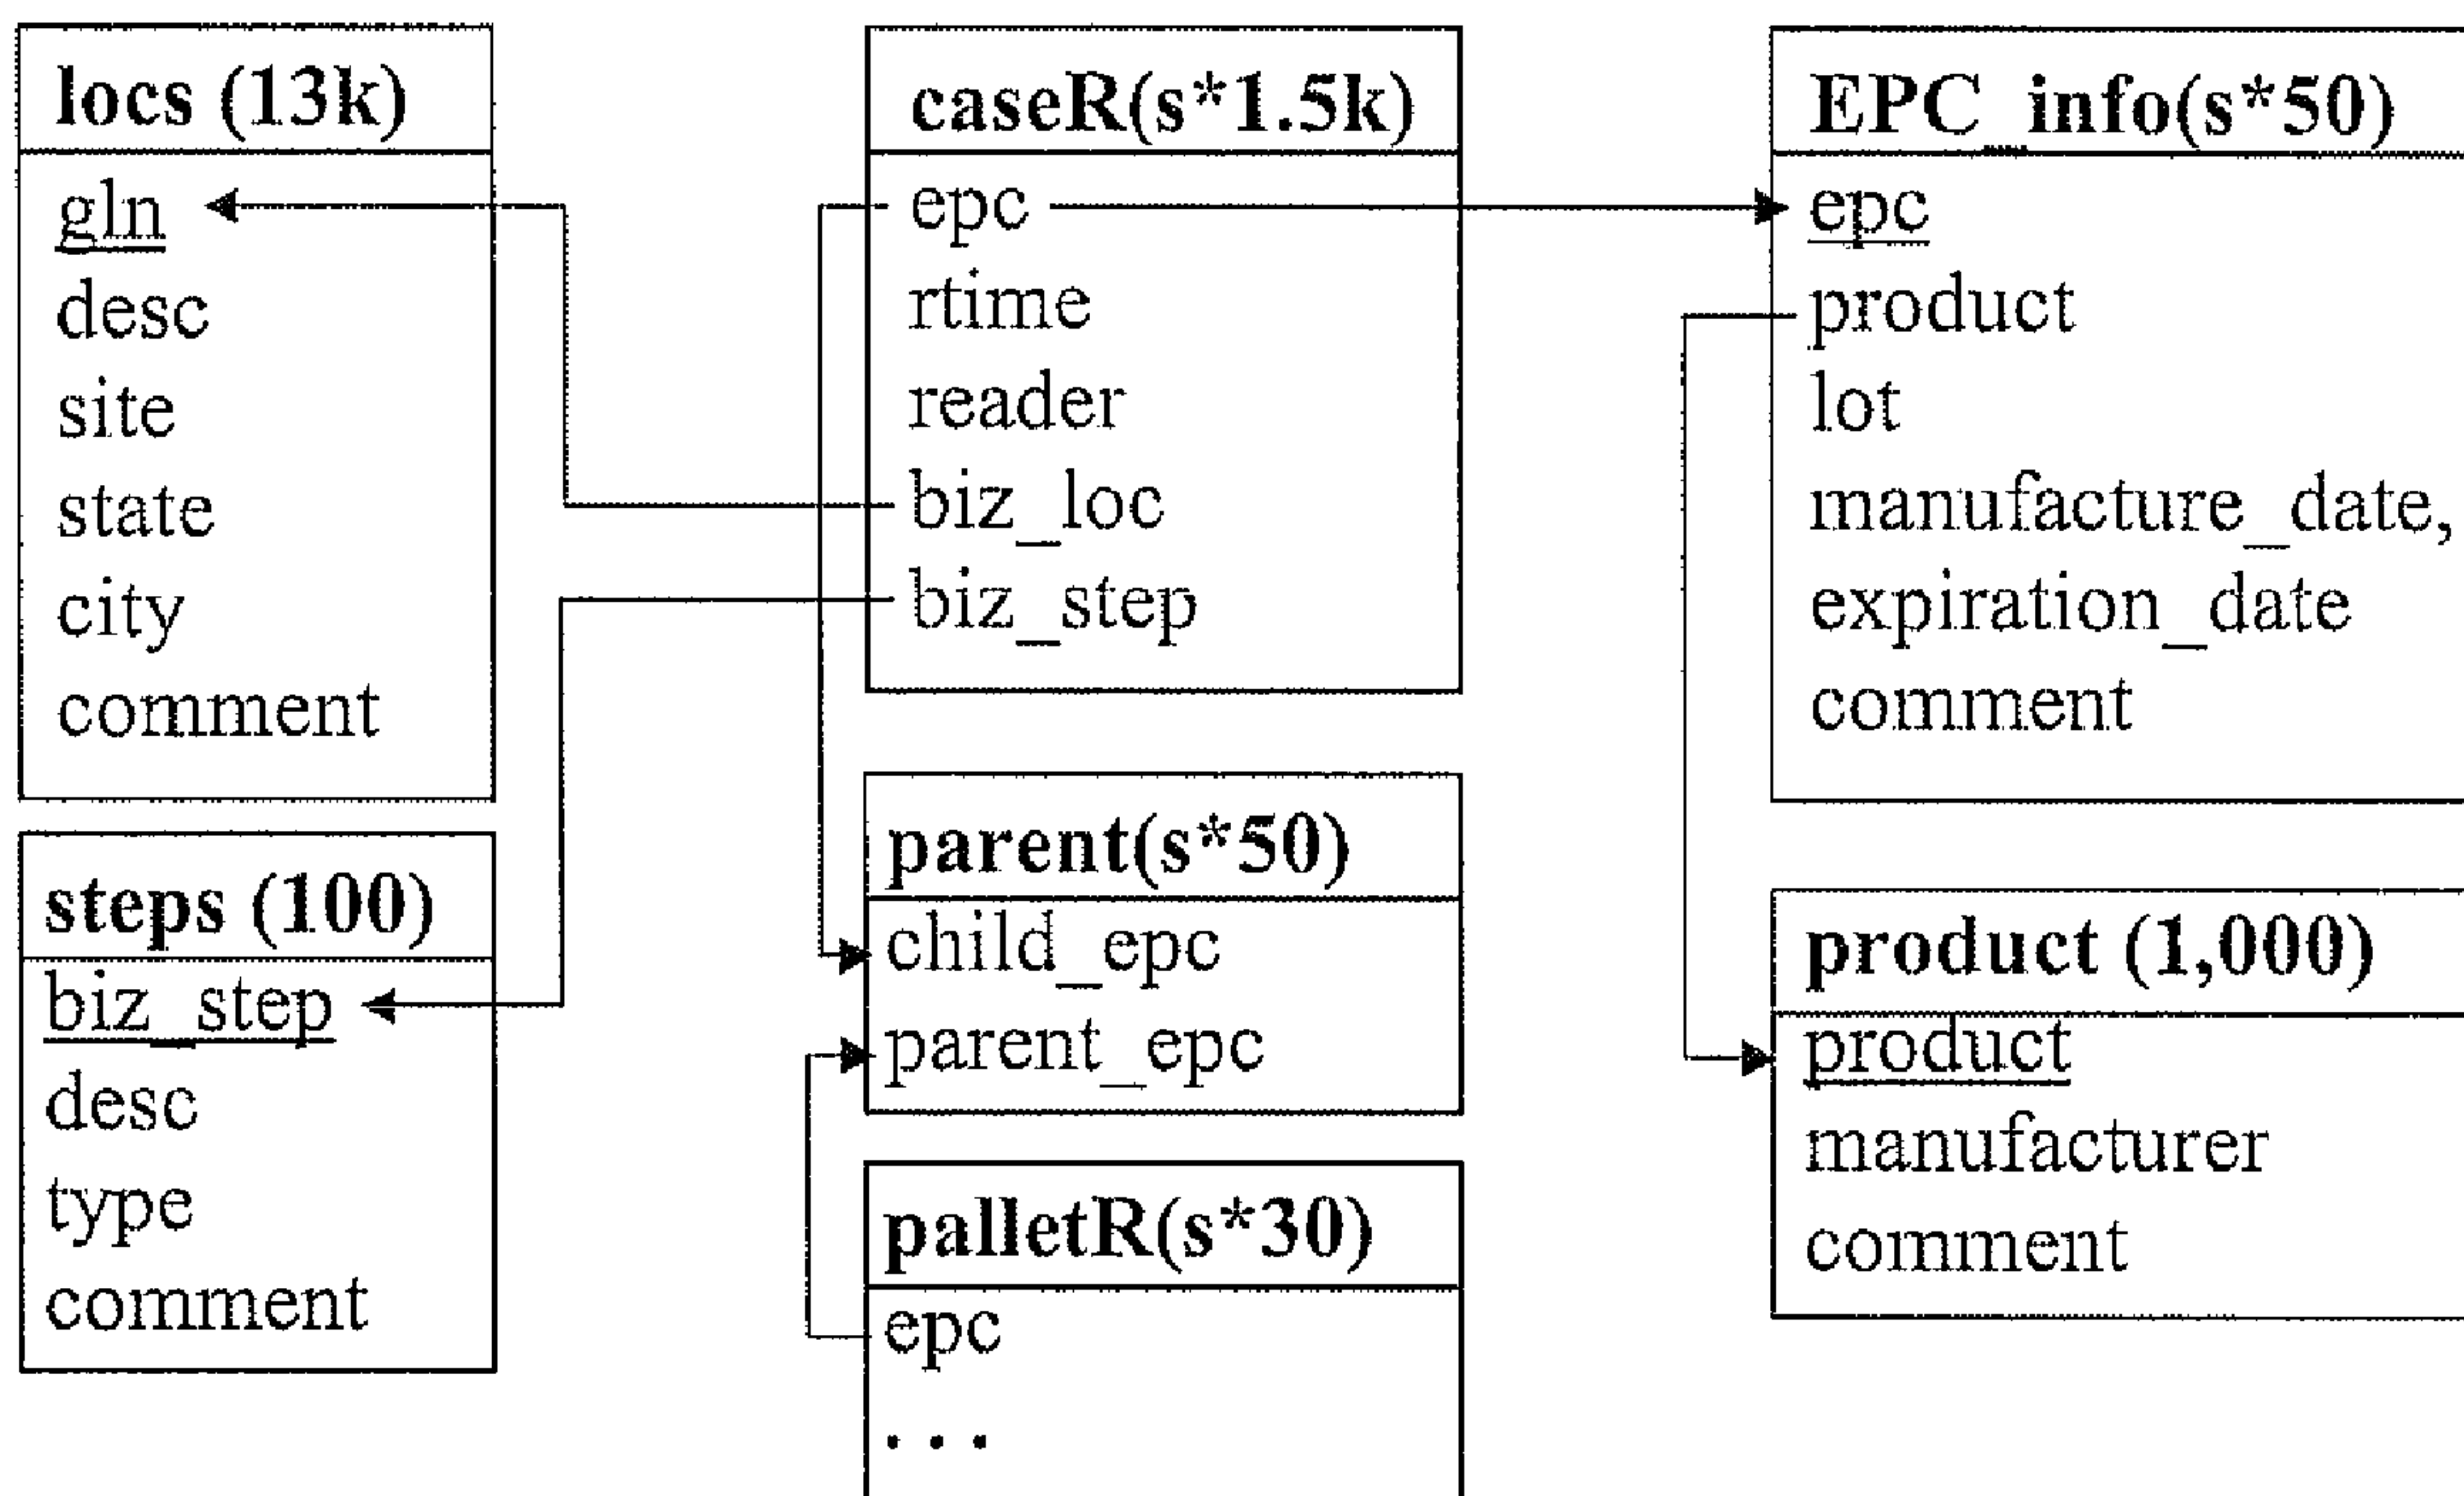 locs (13k)
gln
desc
site
state
city
comment
steps (100)
biz_step
desc
type
comment
caseR(s*1.5k)
epc
rtime
reader
biz_loc
biz_step
parent(s*50)
child_epc
parent_epc
palletR(s*30)
epc
...
EPC_info(s*50)
epc
product
lot
manufacture_date,
expiration_date
comment
product (1,000)
product
manufacturer
comment